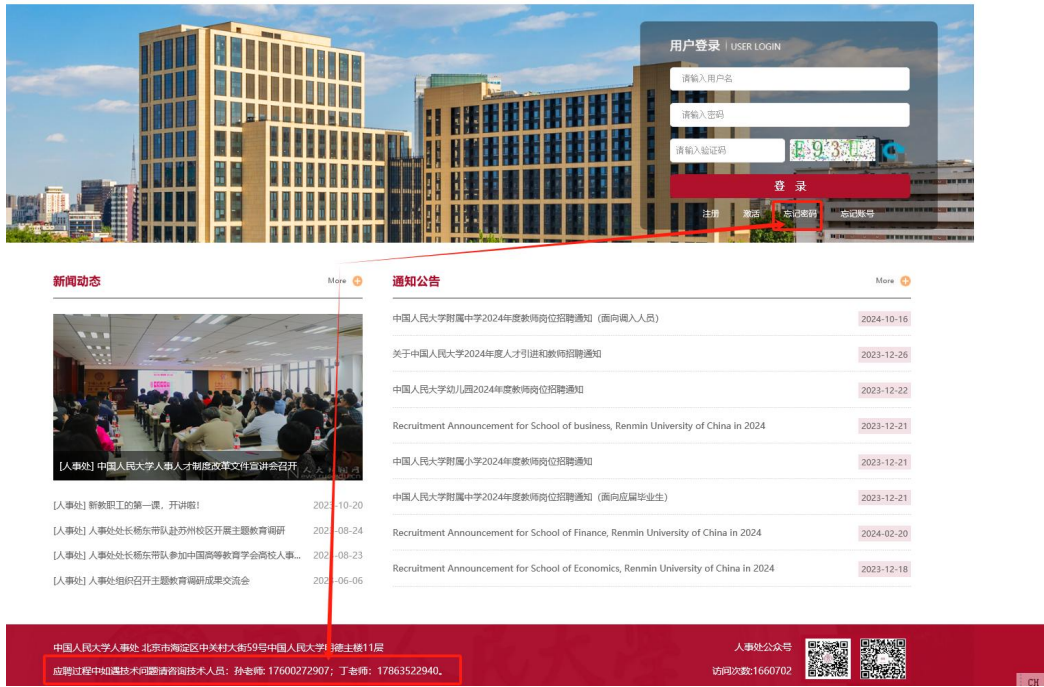 用户登录 | USER LOGIN
请输入用户名
请输入密码
请输入验证码
登 录
注册 激活 忘记密码 忘记账号
新闻动态 More
[人事处] 中国人民大学人事人才制度改革文件宣讲会召开
[人事处] 新教职工的第一课，开讲啦! 2023-10-20
[人事处] 人事处处长杨东带队赴苏州校区开展主题教育调研 2023-08-24
[人事处] 人事处处长杨东带队参加中国高等教育学会高校人事... 2023-08-23
[人事处] 人事处组织召开主题教育调研成果交流会 2023-06-06
通知公告 More
中国人民大学附属中学2024年度教师岗位招聘通知（面向调入人员） 2024-10-16
关于中国人民大学2024年度人才引进和教师招聘通知 2023-12-26
中国人民大学幼儿园2024年度教师岗位招聘通知 2023-12-22
Recruitment Announcement for School of business, Renmin University of China in 2024 2023-12-21
中国人民大学附属小学2024年度教师岗位招聘通知 2023-12-21
中国人民大学附属中学2024年度教师岗位招聘通知（面向应届毕业生） 2023-12-21
Recruitment Announcement for School of Finance, Renmin University of China in 2024 2024-02-20
Recruitment Announcement for School of Economics, Renmin University of China in 2024 2023-12-18
中国人民大学人事处 北京市海淀区中关村大街59号中国人民大学明德主楼11层
应聘过程中如遇技术问题请咨询技术人员：孙老师: 17600272907；丁老师：17863522940。
人事处公众号
访问次数:1660702
CH